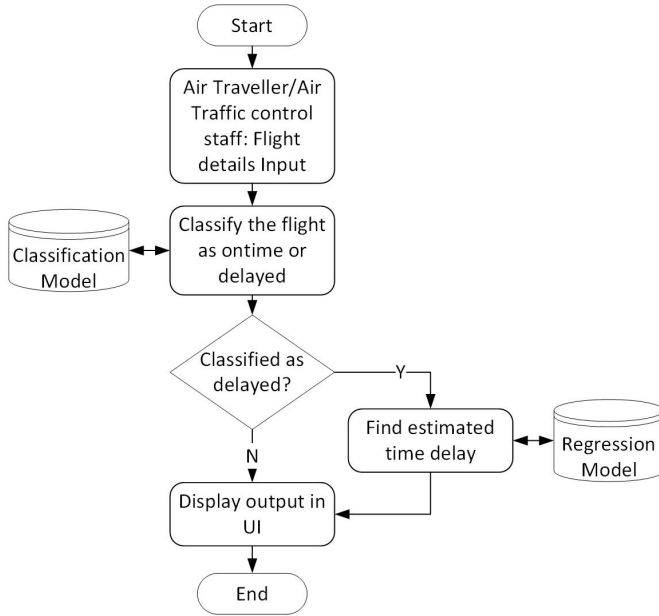 Start
Air Traveller/Air
Traffic control
staff: Flight
details Input
Classify the flight
as ontime or
delayed
Classification
Model
Classified as
delayed?
Y
Find estimated
time delay
Regression
Model
N
Display output in
UI
End